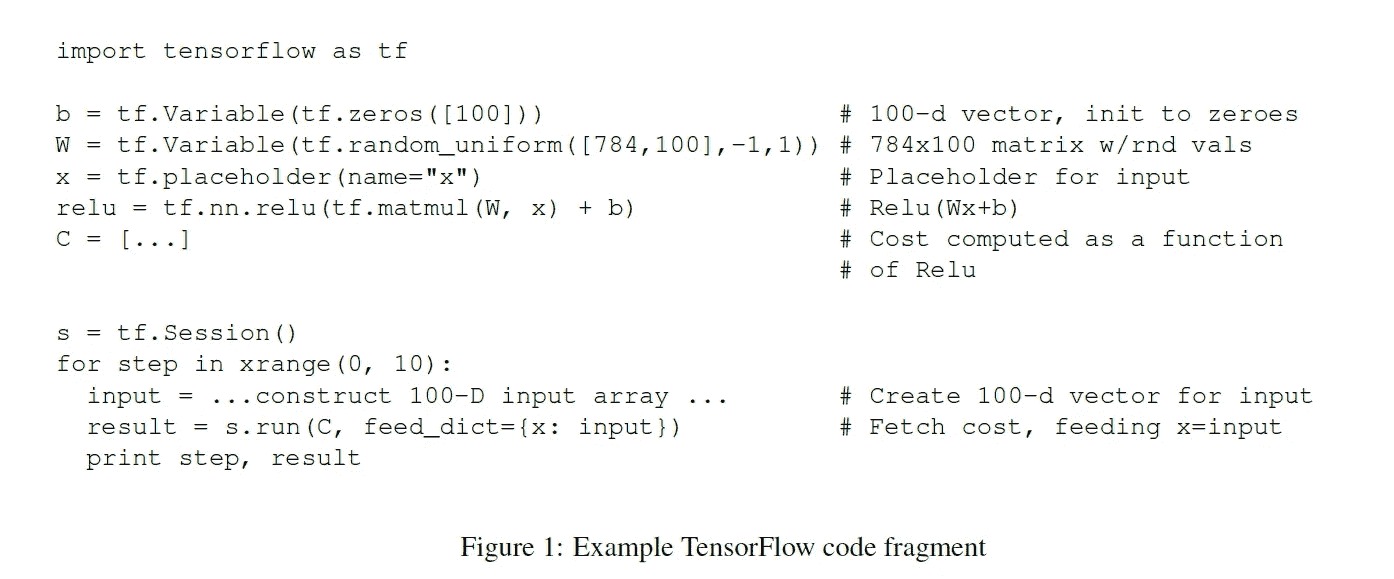 import tensorflow as tf
b = tf.Variable(tf.zeros([100])) # 100-d vector, init to zeroes
W = tf.Variable(tf.random_uniform([784,100],-1,1)) # 784x100 matrix w/rnd vals
x = tf.placeholder(name="x") # Placeholder for input
relu = tf.nn.relu(tf.matmul(W, x) + b) # Relu(Wx+b)
C = [...] # Cost computed as a function
# of Relu
s = tf.Session()
for step in xrange(0, 10):
  input = ...construct 100-D input array ... # Create 100-d vector for input
  result = s.run(C, feed_dict={x: input}) # Fetch cost, feeding x=input
  print step, result
Figure 1: Example TensorFlow code fragment